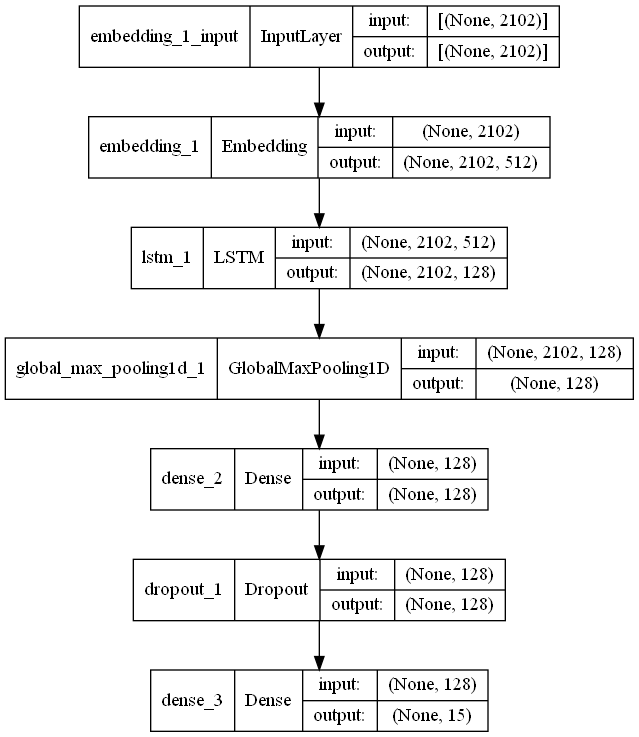 embedding_1_input InputLayer input: [(None, 2102)]
output: [(None, 2102)]
embedding_1 Embedding input: (None, 2102)
output: (None, 2102, 512)
lstm_1 LSTM input: (None, 2102, 512)
output: (None, 2102, 128)
global_max_pooling1d_1 GlobalMaxPooling1D input: (None, 2102, 128)
output: (None, 128)
dense_2 Dense input: (None, 128)
output: (None, 128)
dropout_1 Dropout input: (None, 128)
output: (None, 128)
dense_3 Dense input: (None, 128)
output: (None, 15)